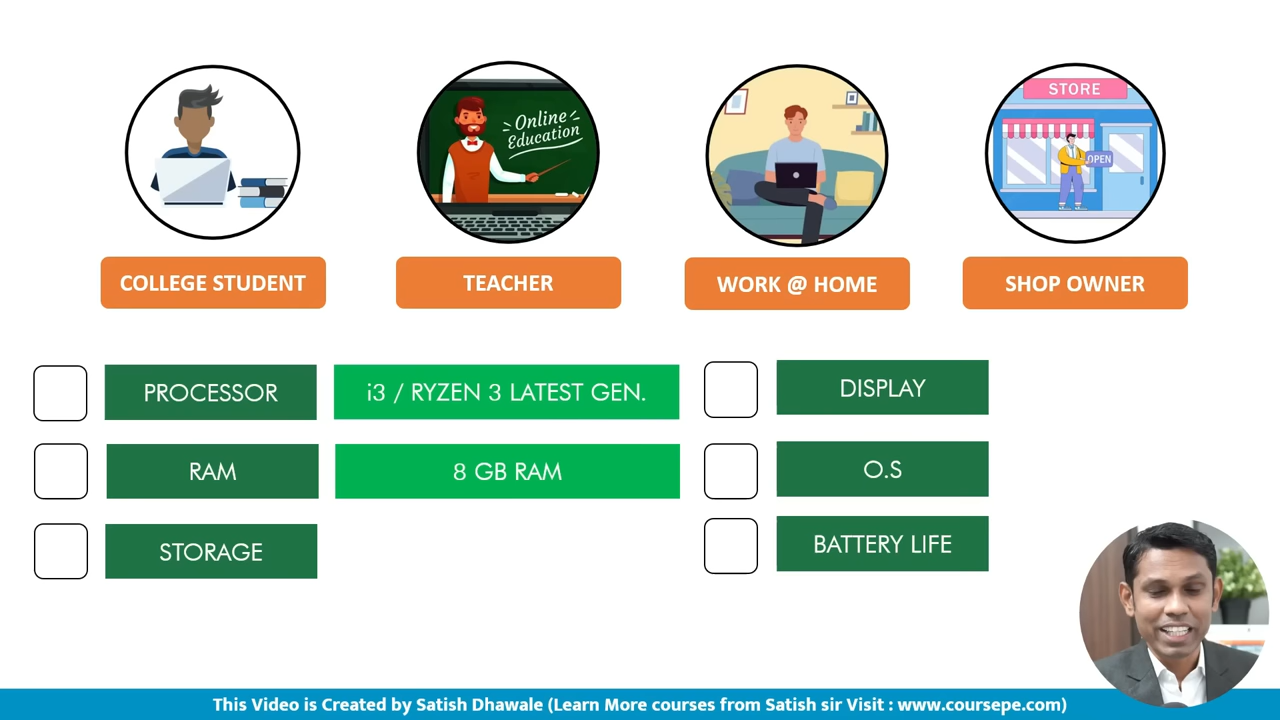 Online
Education
STORE
OPEN
COLLEGE STUDENT
TEACHER
WORK @ HOME
SHOP OWNER
PROCESSOR
i3 / RYZEN 3 LATEST GEN.
DISPLAY
RAM
8 GB RAM
O.S
STORAGE
BATTERY LIFE
This Video is Created by Satish Dhawale (Learn More courses from Satish sir Visit : www.coursepe.com)